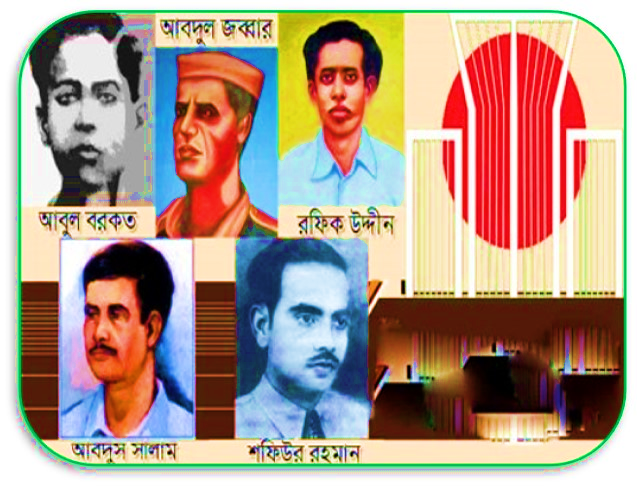 আবদুল জব্বার
আবুল বরকত
রফিক উদ্দীন
আবদুস সালাম
শফিউর রহমান